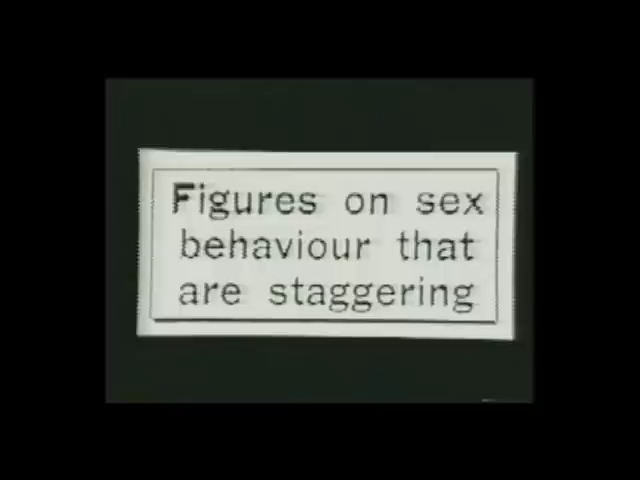 Figures on sex
behaviour that
are staggering